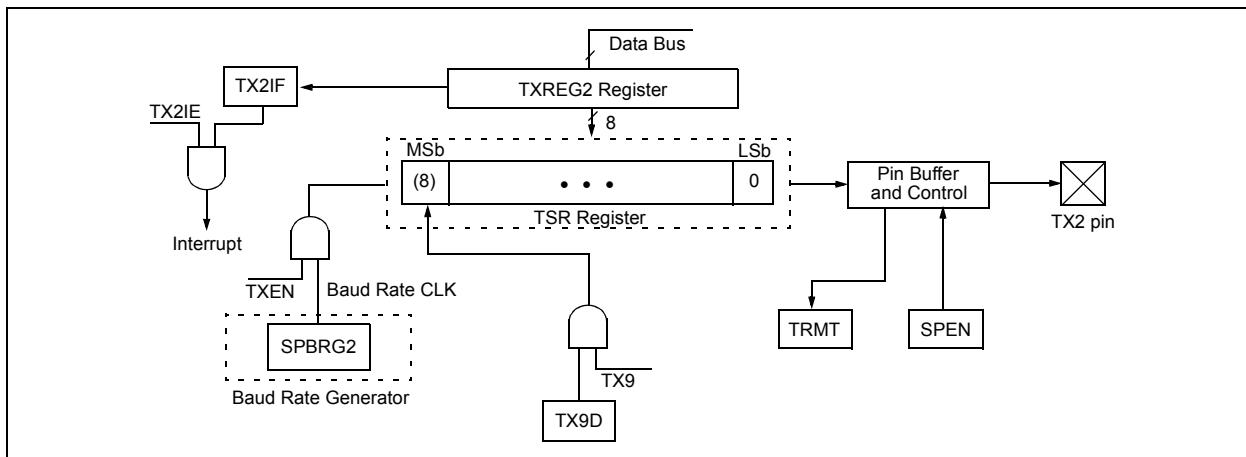 Data Bus
TXREG2 Register
TX2IF
TX2IE
8
MSb
LSb
(8)
• • •
0
TSR Register
Pin Buffer
and Control
TX2 pin
Interrupt
TXEN
Baud Rate CLK
SPBRG2
Baud Rate Generator
TX9
TX9D
TRMT
SPEN